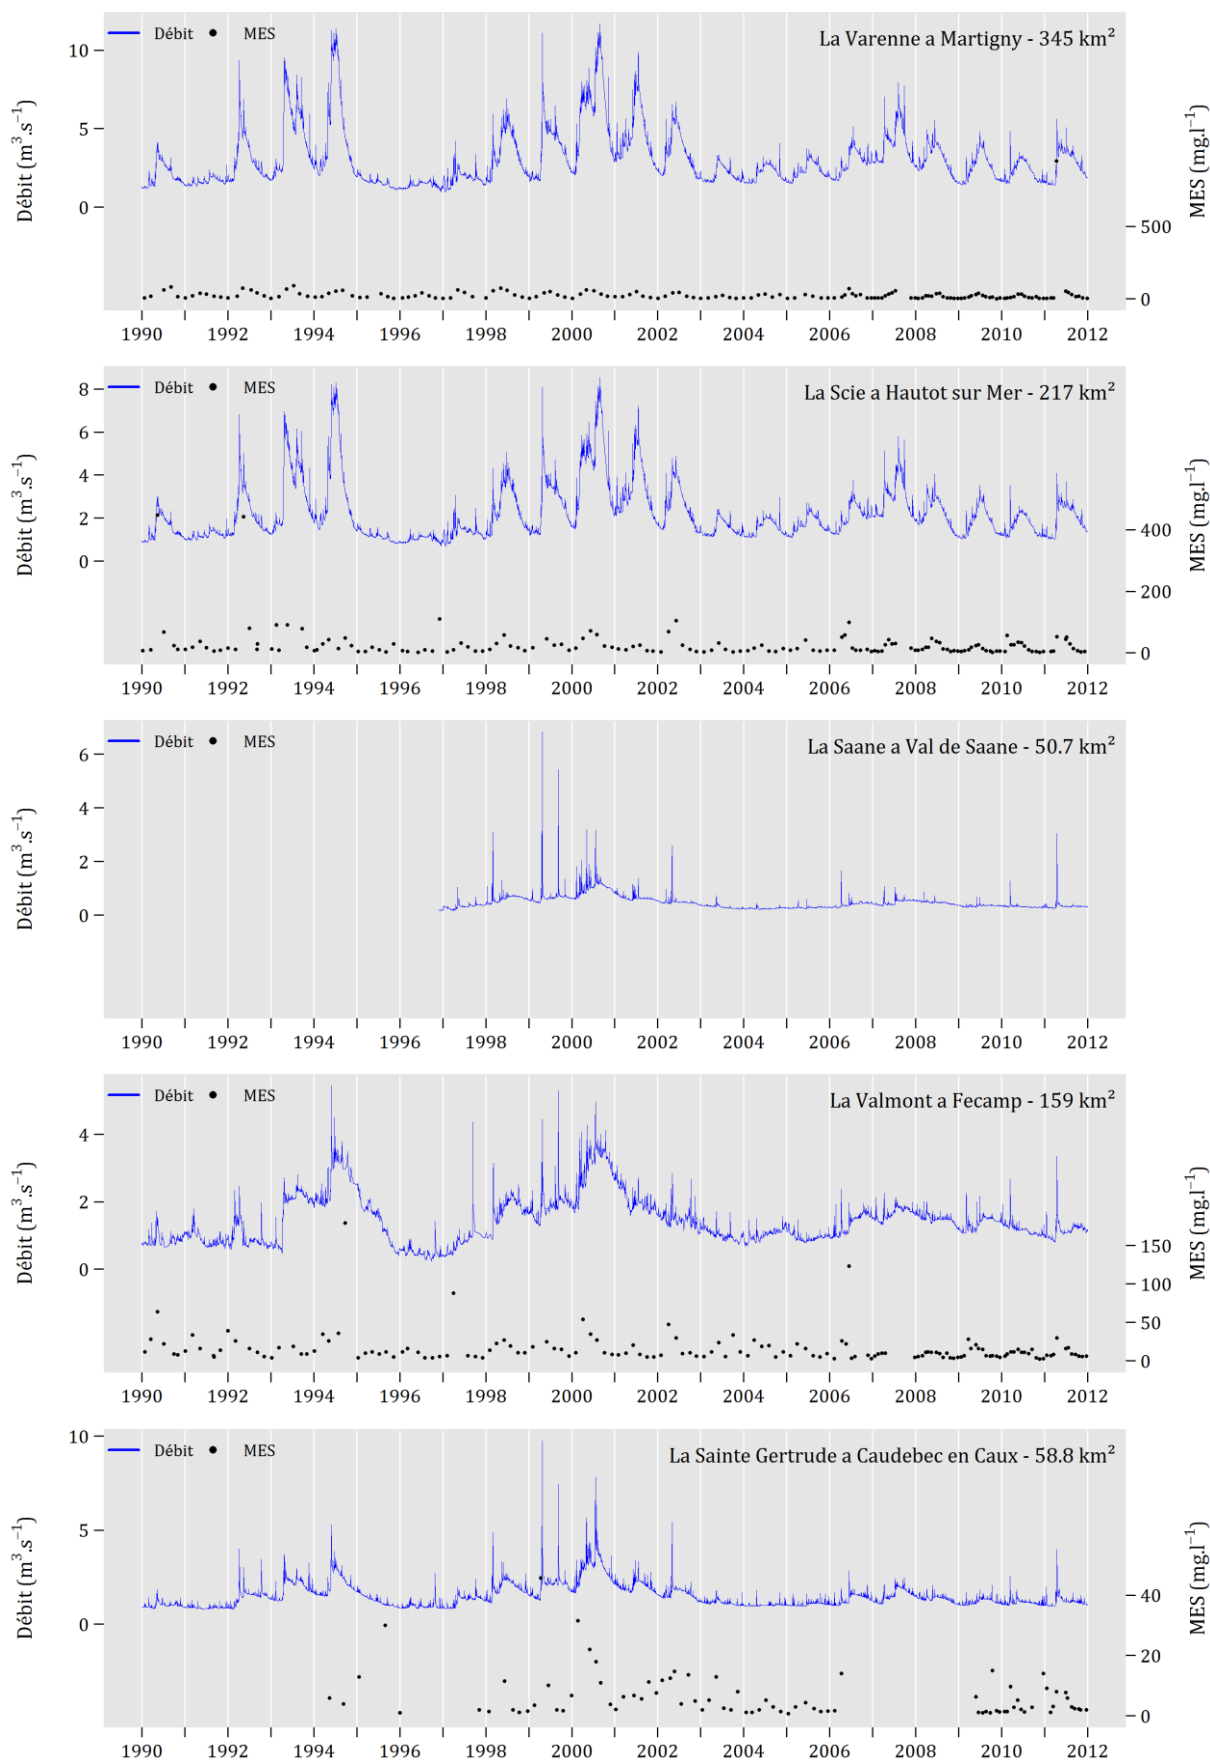 Débit MES
La Varenne a Martigny - 345 km²
Débit (m³.s⁻¹)
10
5
0
MES (mg.l⁻¹)
500
0
1990 1992 1994 1996 1998 2000 2002 2004 2006 2008 2010 2012
Débit MES
La Scie a Hautot sur Mer - 217 km²
Débit (m³.s⁻¹)
8
6
4
2
0
MES (mg.l⁻¹)
400
200
0
1990 1992 1994 1996 1998 2000 2002 2004 2006 2008 2010 2012
Débit MES
La Saane a Val de Saane - 50.7 km²
Débit (m³.s⁻¹)
6
4
2
0
1990 1992 1994 1996 1998 2000 2002 2004 2006 2008 2010 2012
Débit MES
La Valmont a Fecamp - 159 km²
Débit (m³.s⁻¹)
4
2
0
MES (mg.l⁻¹)
150
100
50
0
1990 1992 1994 1996 1998 2000 2002 2004 2006 2008 2010 2012
Débit MES
La Sainte Gertrude a Caudebec en Caux - 58.8 km²
Débit (m³.s⁻¹)
10
5
0
MES (mg.l⁻¹)
40
20
0
1990 1992 1994 1996 1998 2000 2002 2004 2006 2008 2010 2012